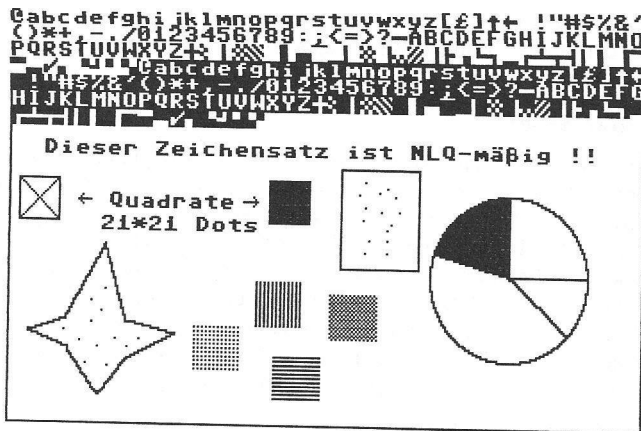 @abcdefghijklmnopqrstuvwxyz[£]↑← !"#$%&'
()*+,-./0123456789:;<=>?—ABCDEFGHIJKLMNO
PQRSTUVWXYZ
@abcdefghijklmnopqrstuvwxyz[£]↑←
!"#$%&'()*+,-./0123456789:;<=>?—ABCDEFG
HIJKLMNOPQRSTUVWXYZ
Dieser Zeichensatz ist NLQ-mäßig !!
← Quadrate →
21*21 Dots